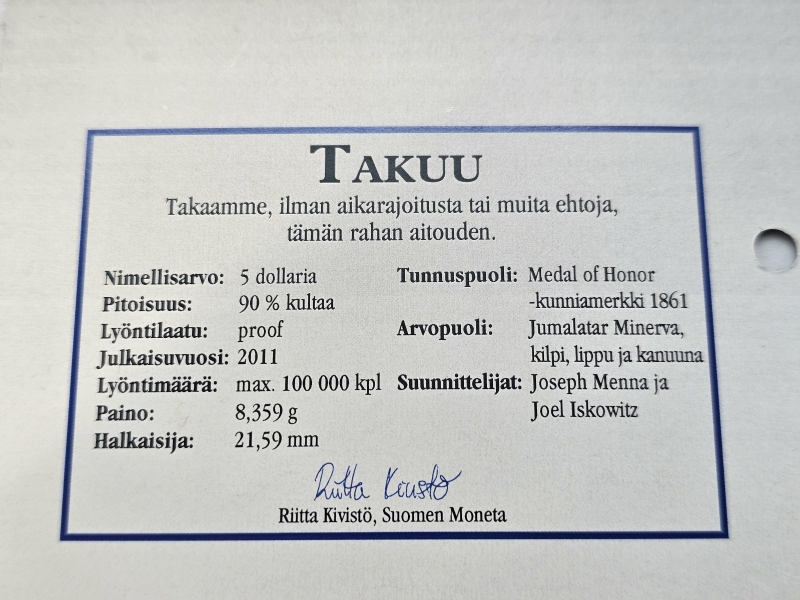 TAKUU
Takaamme, ilman aikarajoitusta tai muita ehtoja,
tämän rahan aitouden.
Nimellisarvo: 5 dollaria
Pitoisuus: 90 % kultaa
Lyöntilaatu: proof
Julkaisuvuosi: 2011
Lyöntimäärä: max. 100 000 kpl
Paino: 8,359 g
Halkaisija: 21,59 mm
Tunnuspuoli: Medal of Honor
-kunniamerkki 1861
Arvopuoli: Jumalatar Minerva,
kilpi, lippu ja kanuuna
Suunnittelijat: Joseph Menna ja
Joel Iskowitz
Riitta Kivistö
Riitta Kivistö, Suomen Moneta